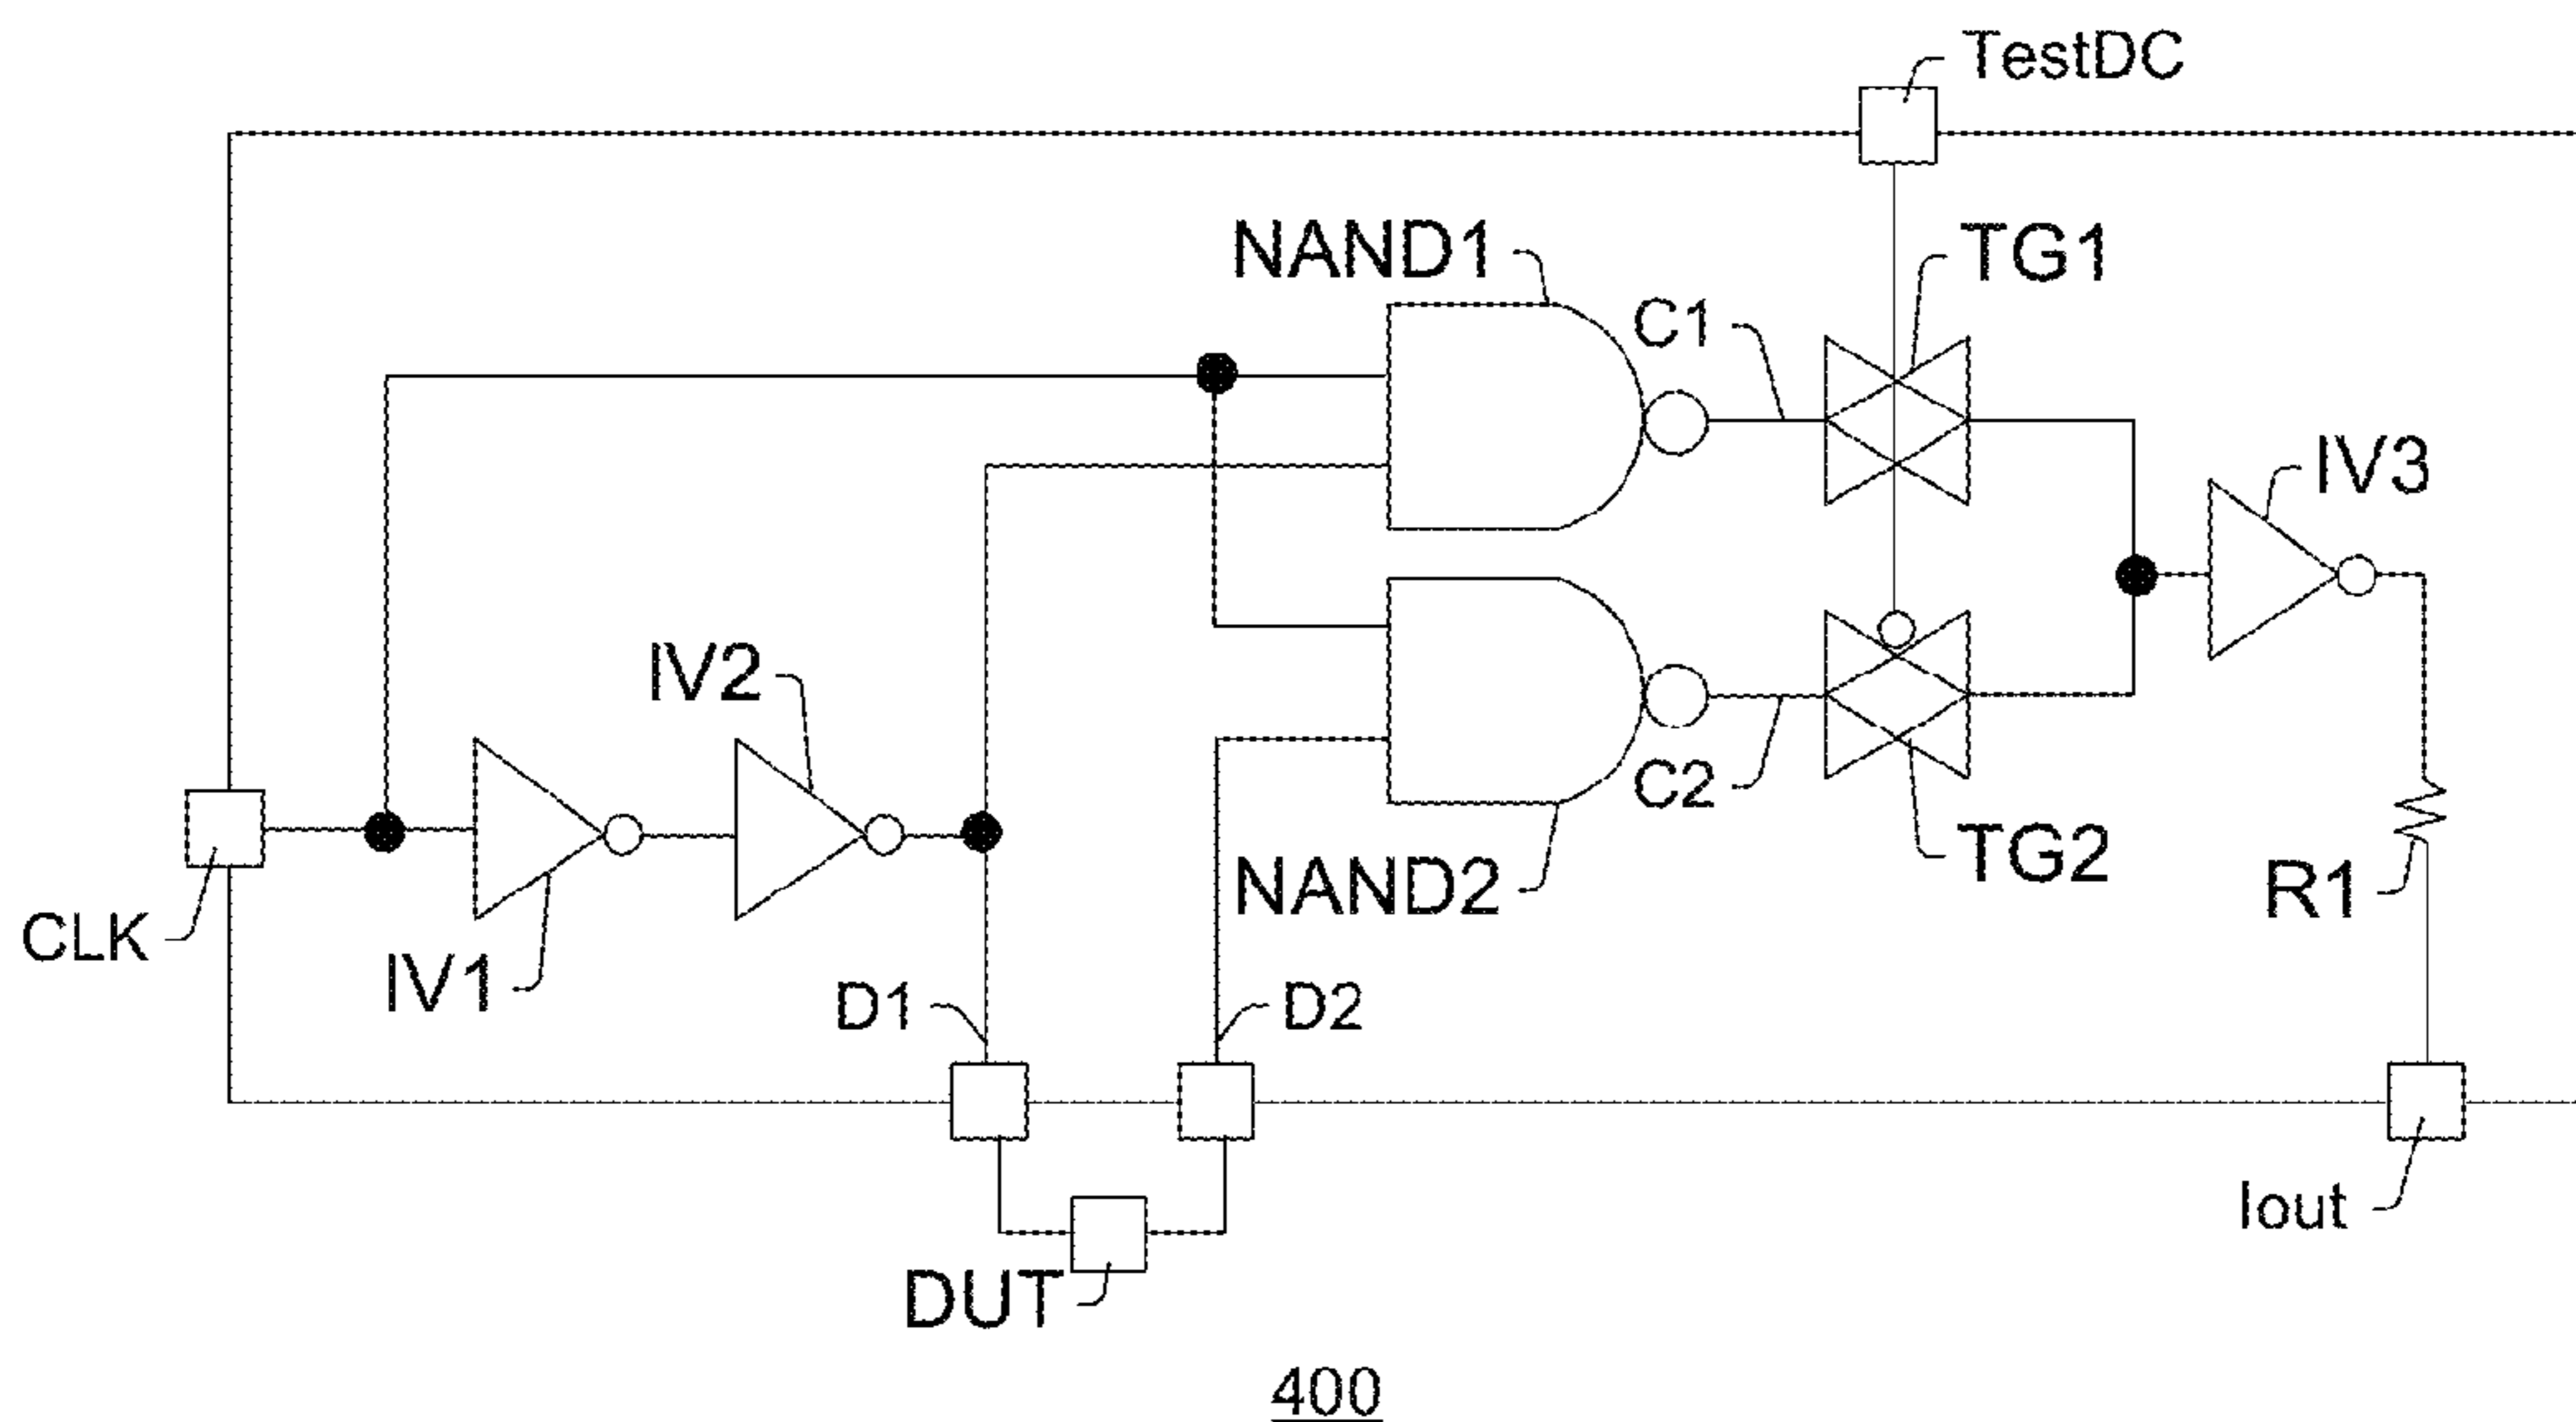 TestDC
NAND1
TG1
C1
IV3
IV2
C2
TG2
NAND2
R1
CLK
IV1
D1
D2
Iout
DUT
400